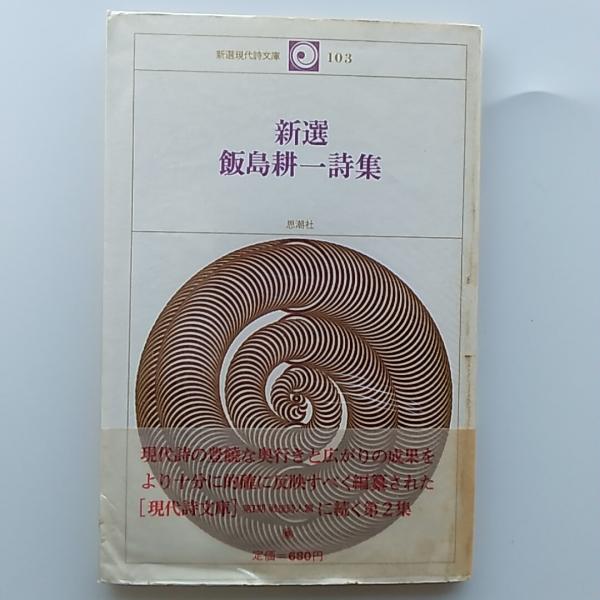 新選現代詩文庫 103
新選
飯島耕一詩集
思潮社
現代詩の豊饒な奥行きと広がりの成果を
より十分に的確に反映すべく編纂された
[現代詩文庫] に続く第2集
定価=680円